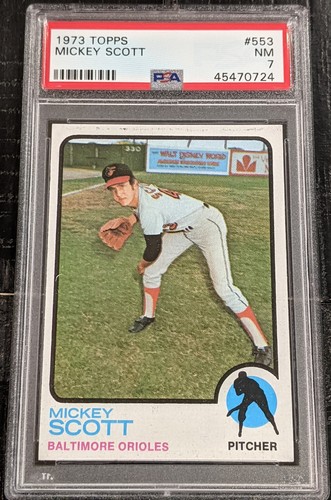 1973 TOPPS #553
MICKEY SCOTT NM
PSA 7
45470724
330
WALT DISNEY WORLD
MICKEY
SCOTT
BALTIMORE ORIOLES PITCHER